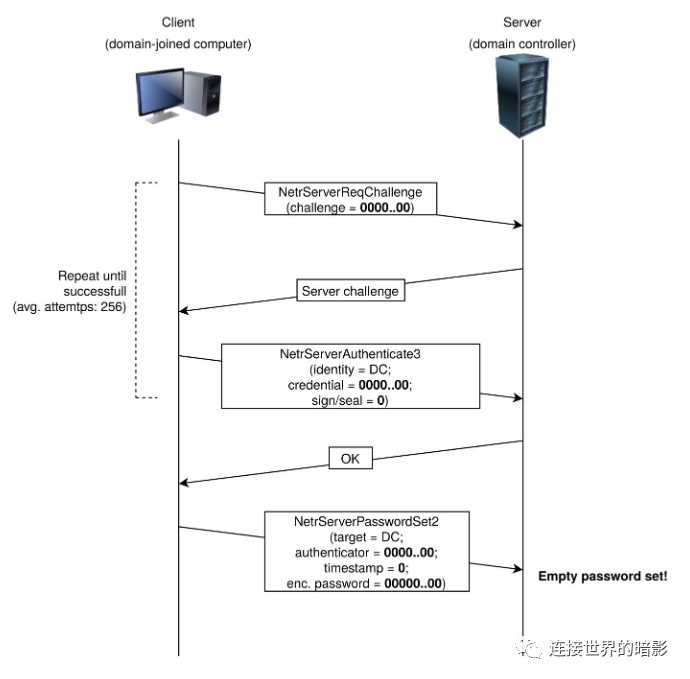 Client
(domain-joined computer)
Server
(domain controller)
NetrServerReqChallenge
(challenge = 0000..00)
Repeat until
successfull
(avg. attemtps: 256)
Server challenge
NetrServerAuthenticate3
(identity = DC;
credential = 0000..00;
sign/seal = 0)
OK
NetrServerPasswordSet2
(target = DC;
authenticator = 0000..00;
timestamp = 0;
enc. password = 00000..00)
Empty password set!
连接世界的暗影